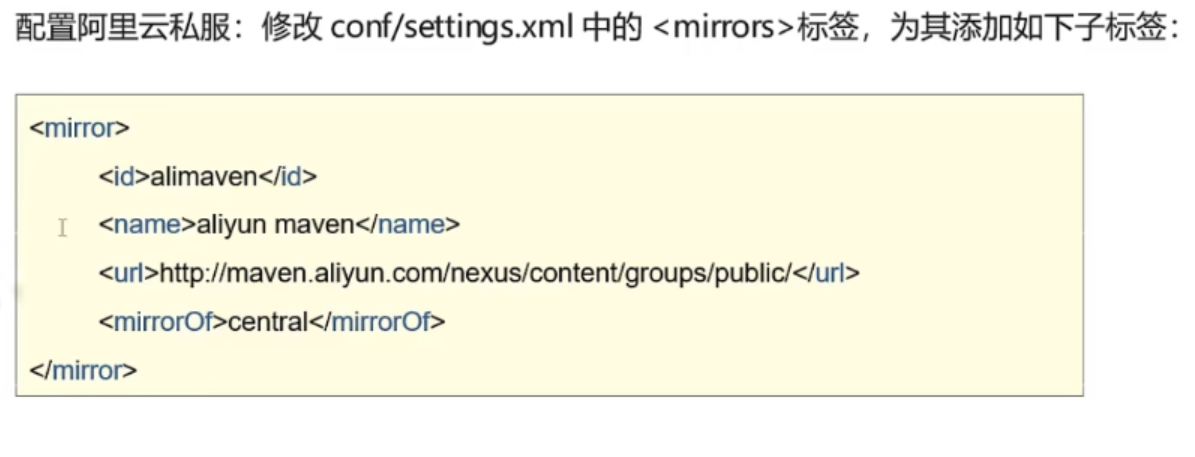 配置阿里云私服：修改 conf/settings.xml 中的 <mirrors>标签，为其添加如下子标签：
<mirror>
<id>alimaven</id>
<name>aliyun maven</name>
<url>http://maven.aliyun.com/nexus/content/groups/public/</url>
<mirrorOf>central</mirrorOf>
</mirror>